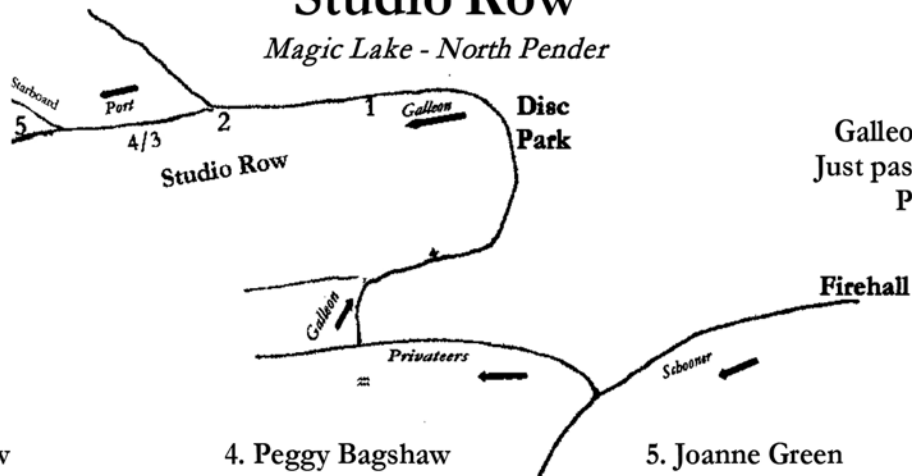 Studio Row
Magic Lake - North Pender
Starboard
Port
5
4/3
2
1
Galleon
Disc
Park
Studio Row
Galleo
Just pas
P
Firehall
Galleon
Privateers
Schooner
w
4. Peggy Bagshaw
5. Joanne Green